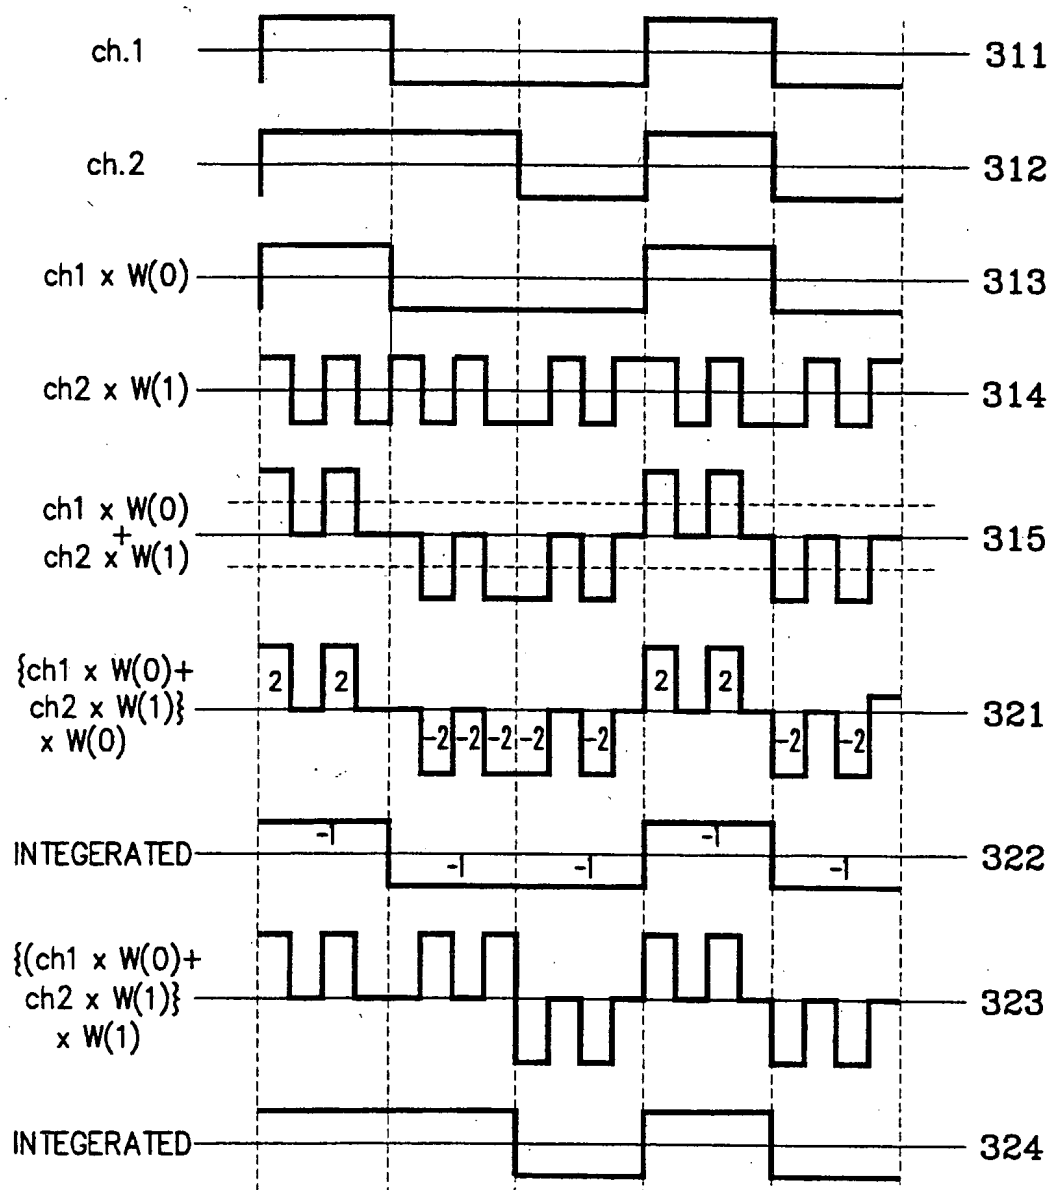 ch.1 311
ch.2 312
ch1 x W(0) 313
ch2 x W(1) 314
ch1 x W(0)
+ 315
ch2 x W(1)
{ch1 x W(0)+
ch2 x W(1)}
x W(0)
2 2 2 2
321
-2 -2 -2 -2 -2 -2 -2
INTEGERATED 322
-1 -1 -1 -1 -1
{(ch1 x W(0)+
ch2 x W(1)} 323
x W(1)
INTEGERATED 324